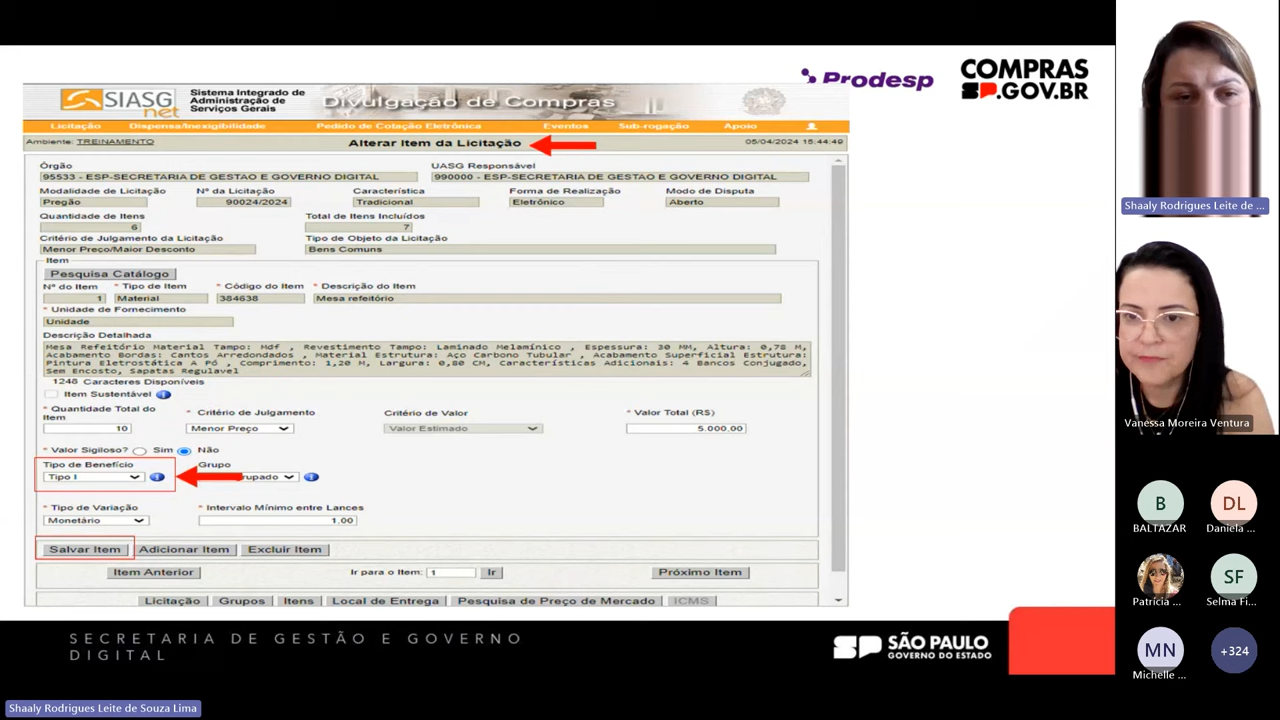 Prodesp
COMPRAS
SP.GOV.BR
SIASG
net
Sistema Integrado de
Administração de
Serviços Gerais
Divulgação de Compras
Licitação Dispensa/Inexigibilidade Pedido de Cotação Eletrônica Eventos Sub-rogação Apoio
Ambiente: TREINAMENTO
Alterar Item da Licitação
05/04/2024 15:44:49
Órgão UASG Responsável
95533 - ESP-SECRETARIA DE GESTAO E GOVERNO DIGITAL 990000 - ESP-SECRETARIA DE GESTAO E GOVERNO DIGITAL
Modalidade de Licitação Nº da Licitação Característica Forma de Realização Modo de Disputa
Pregão 90024/2024 Tradicional Eletrônico Aberto
Quantidade de Itens Total de Itens Incluídos
6 7
Critério de Julgamento da Licitação Tipo de Objeto da Licitação
Menor Preço/Maior Desconto Bens Comuns
Item
Pesquisa Catálogo
Nº do Item * Tipo de Item * Código do Item * Descrição do Item
1 Material 384638 Mesa refeitório
* Unidade de Fornecimento
Unidade
Descrição Detalhada
Mesa Refeitório Material Tampo: Mdf , Revestimento Tampo: Laminado Melamínico , Espessura: 30 MM, Altura: 0,78 M,
Acabamento Bordas: Cantos Arredondados , Material Estrutura: Aço Carbono Tubular , Acabamento Superficial Estrutura:
Pintura Eletrostática A Pó , Comprimento: 1,20 M, Largura: 0,80 CM, Características Adicionais: 4 Bancos Conjugado,
Sem Encosto, Sapatas Regulavel
1248 Caracteres Disponíveis
Item Sustentável
* Quantidade Total do
Item
* Critério de Julgamento Critério de Valor * Valor Total (R$)
10 Menor Preço Valor Estimado 5.000.00
* Valor Sigiloso? Sim Não
Tipo de Benefício Grupo
Tipo I rupado
* Tipo de Variação * Intervalo Mínimo entre Lances
Monetário 1.00
Salvar Item Adicionar Item Excluir Item
Item Anterior Ir para o Item: 1 Ir Próximo Item
Licitação Grupos Itens Local de Entrega Pesquisa de Preço de Mercado ICMS
SECRETARIA DE GESTÃO E GOVERNO
DIGITAL
SP SÃO PAULO
GOVERNO DO ESTADO
Shaaly Rodrigues Leite de Souza Lima
Shaaly Rodrigues Leite de ...
Vanessa Moreira Ventura
B DL
BALTAZAR Daniela ...
SF
Patrícia ... Selma Fi...
MN +324
Michelle ...